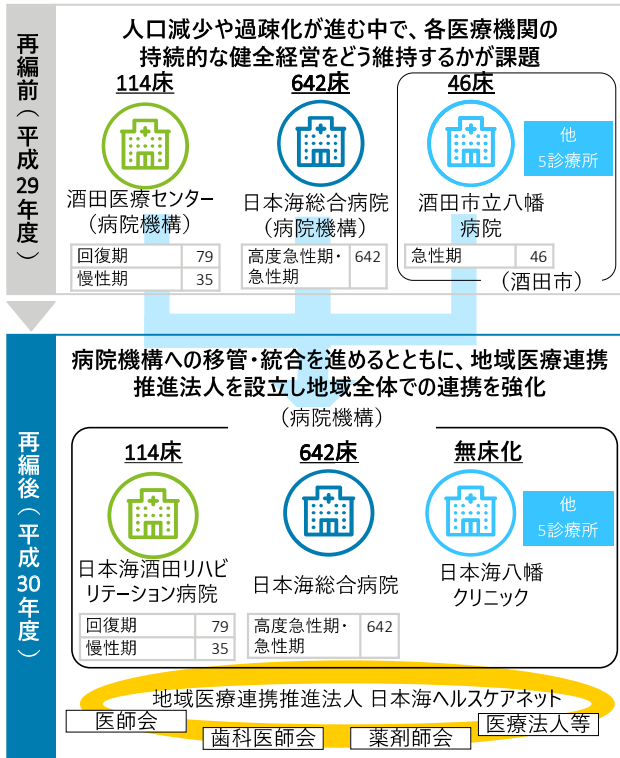 再編前（平成29年度）
人口減少や過疎化が進む中で、各医療機関の
持続的な健全経営をどう維持するかが課題
114床
642床
46床
他
5診療所
酒田医療センター
（病院機構）
日本海総合病院
（病院機構）
酒田市立八幡
病院
回復期 79
慢性期 35
高度急性期・
急性期 642
急性期 46
（酒田市）
再編後（平成30年度）
病院機構への移管・統合を進めるとともに、地域医療連携
推進法人を設立し地域全体での連携を強化
（病院機構）
114床
642床
無床化
他
5診療所
日本海酒田リハビ
リテーション病院
日本海総合病院
日本海八幡
クリニック
回復期 79
慢性期 35
高度急性期・
急性期 642
地域医療連携推進法人 日本海ヘルスケアネット
医師会
歯科医師会
薬剤師会
医療法人等